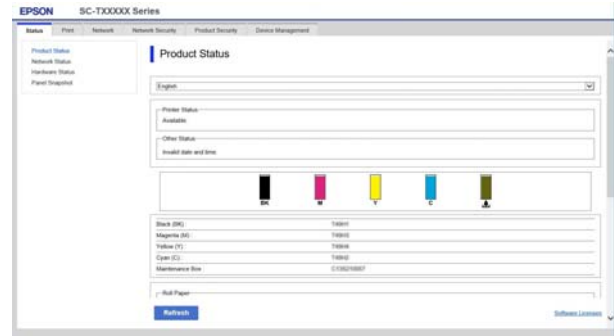 EPSON SC-TXXXXX Series
Status Print Network Network Security Product Security Device Management
Product Status
Network Status
Hardware Status
Panel Snapshot
Product Status
English
Printer Status
Available
Other Status
Invalid date and time
BK M Y C
Black (BK) :
Magenta (M) :
Yellow (Y) :
Cyan (C) :
Maintenance Box :
Roll Paper
Refresh
Software Licenses